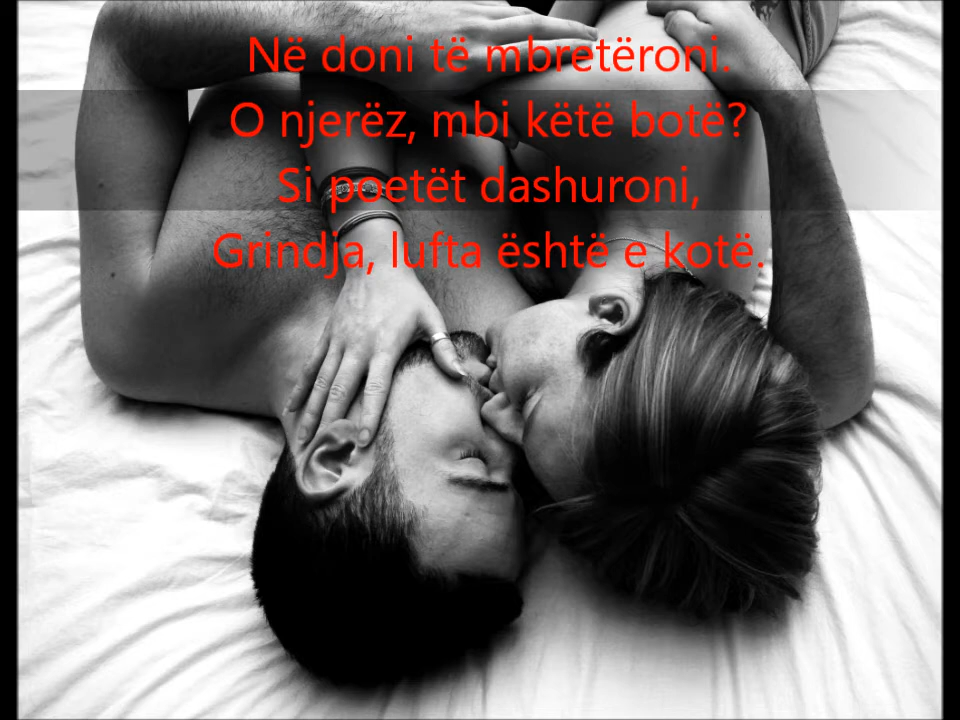 Në doni të mbretëroni.
O njerëz, mbi këtë botë?
Si poetët dashuroni,
Grindja, lufta është e kotë.